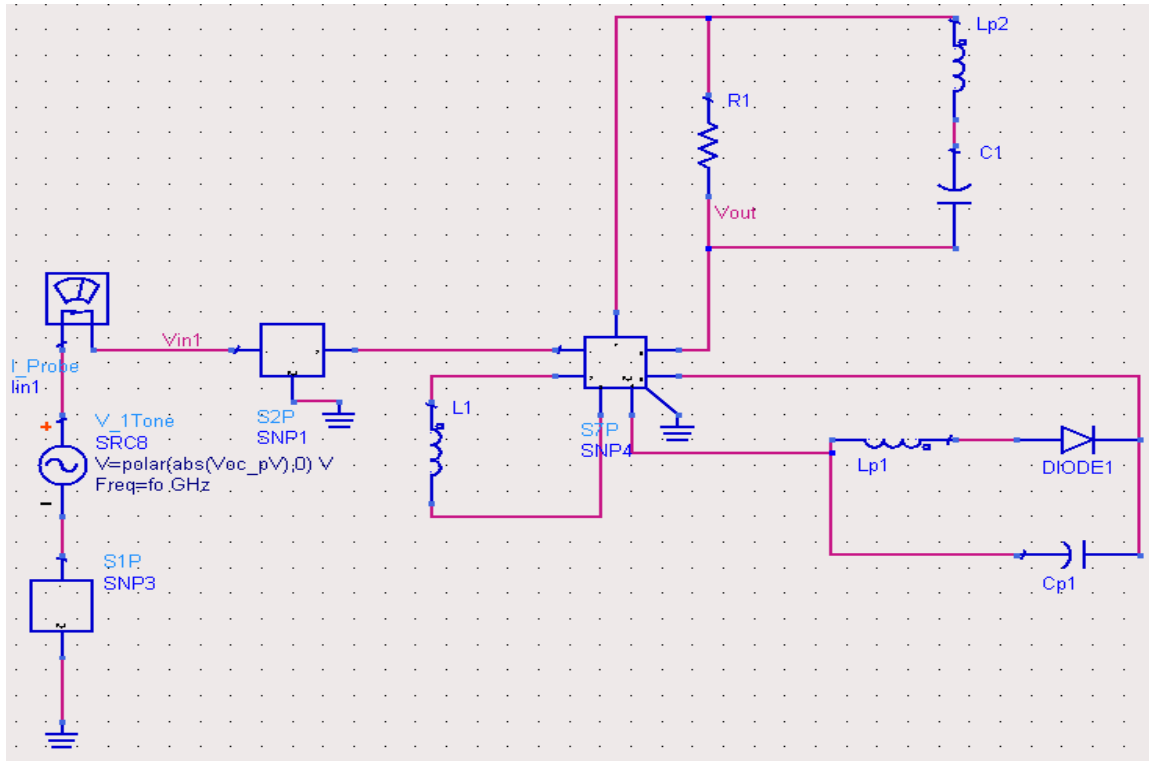 Lp2
R1
C1
Vout
Vin1
I_Probe
Iin1
V_1Tone
SRC8
V=polar(abs(Voc_pV),0) V
Freq=fo GHz
S2P
SNP1
L1
S7P
SNP4
Lp1
DIODE1
S1P
SNP3
Cp1